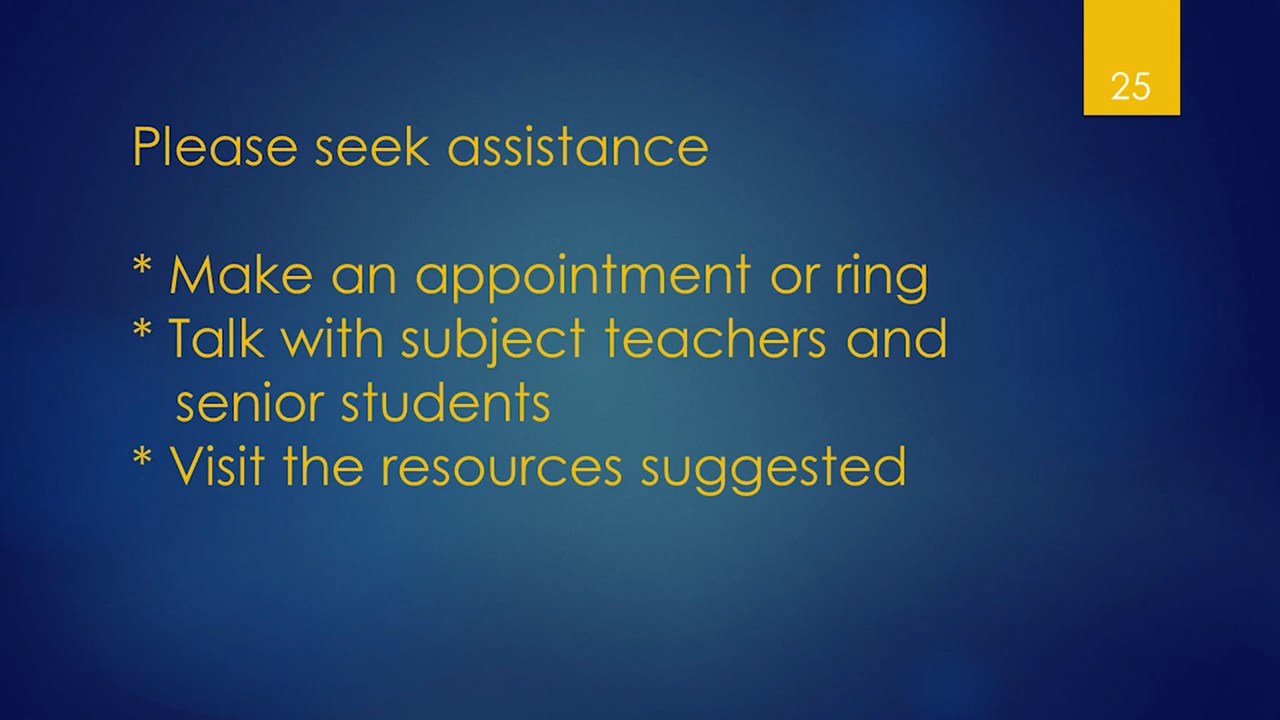 25
Please seek assistance
* Make an appointment or ring
* Talk with subject teachers and
senior students
* Visit the resources suggested